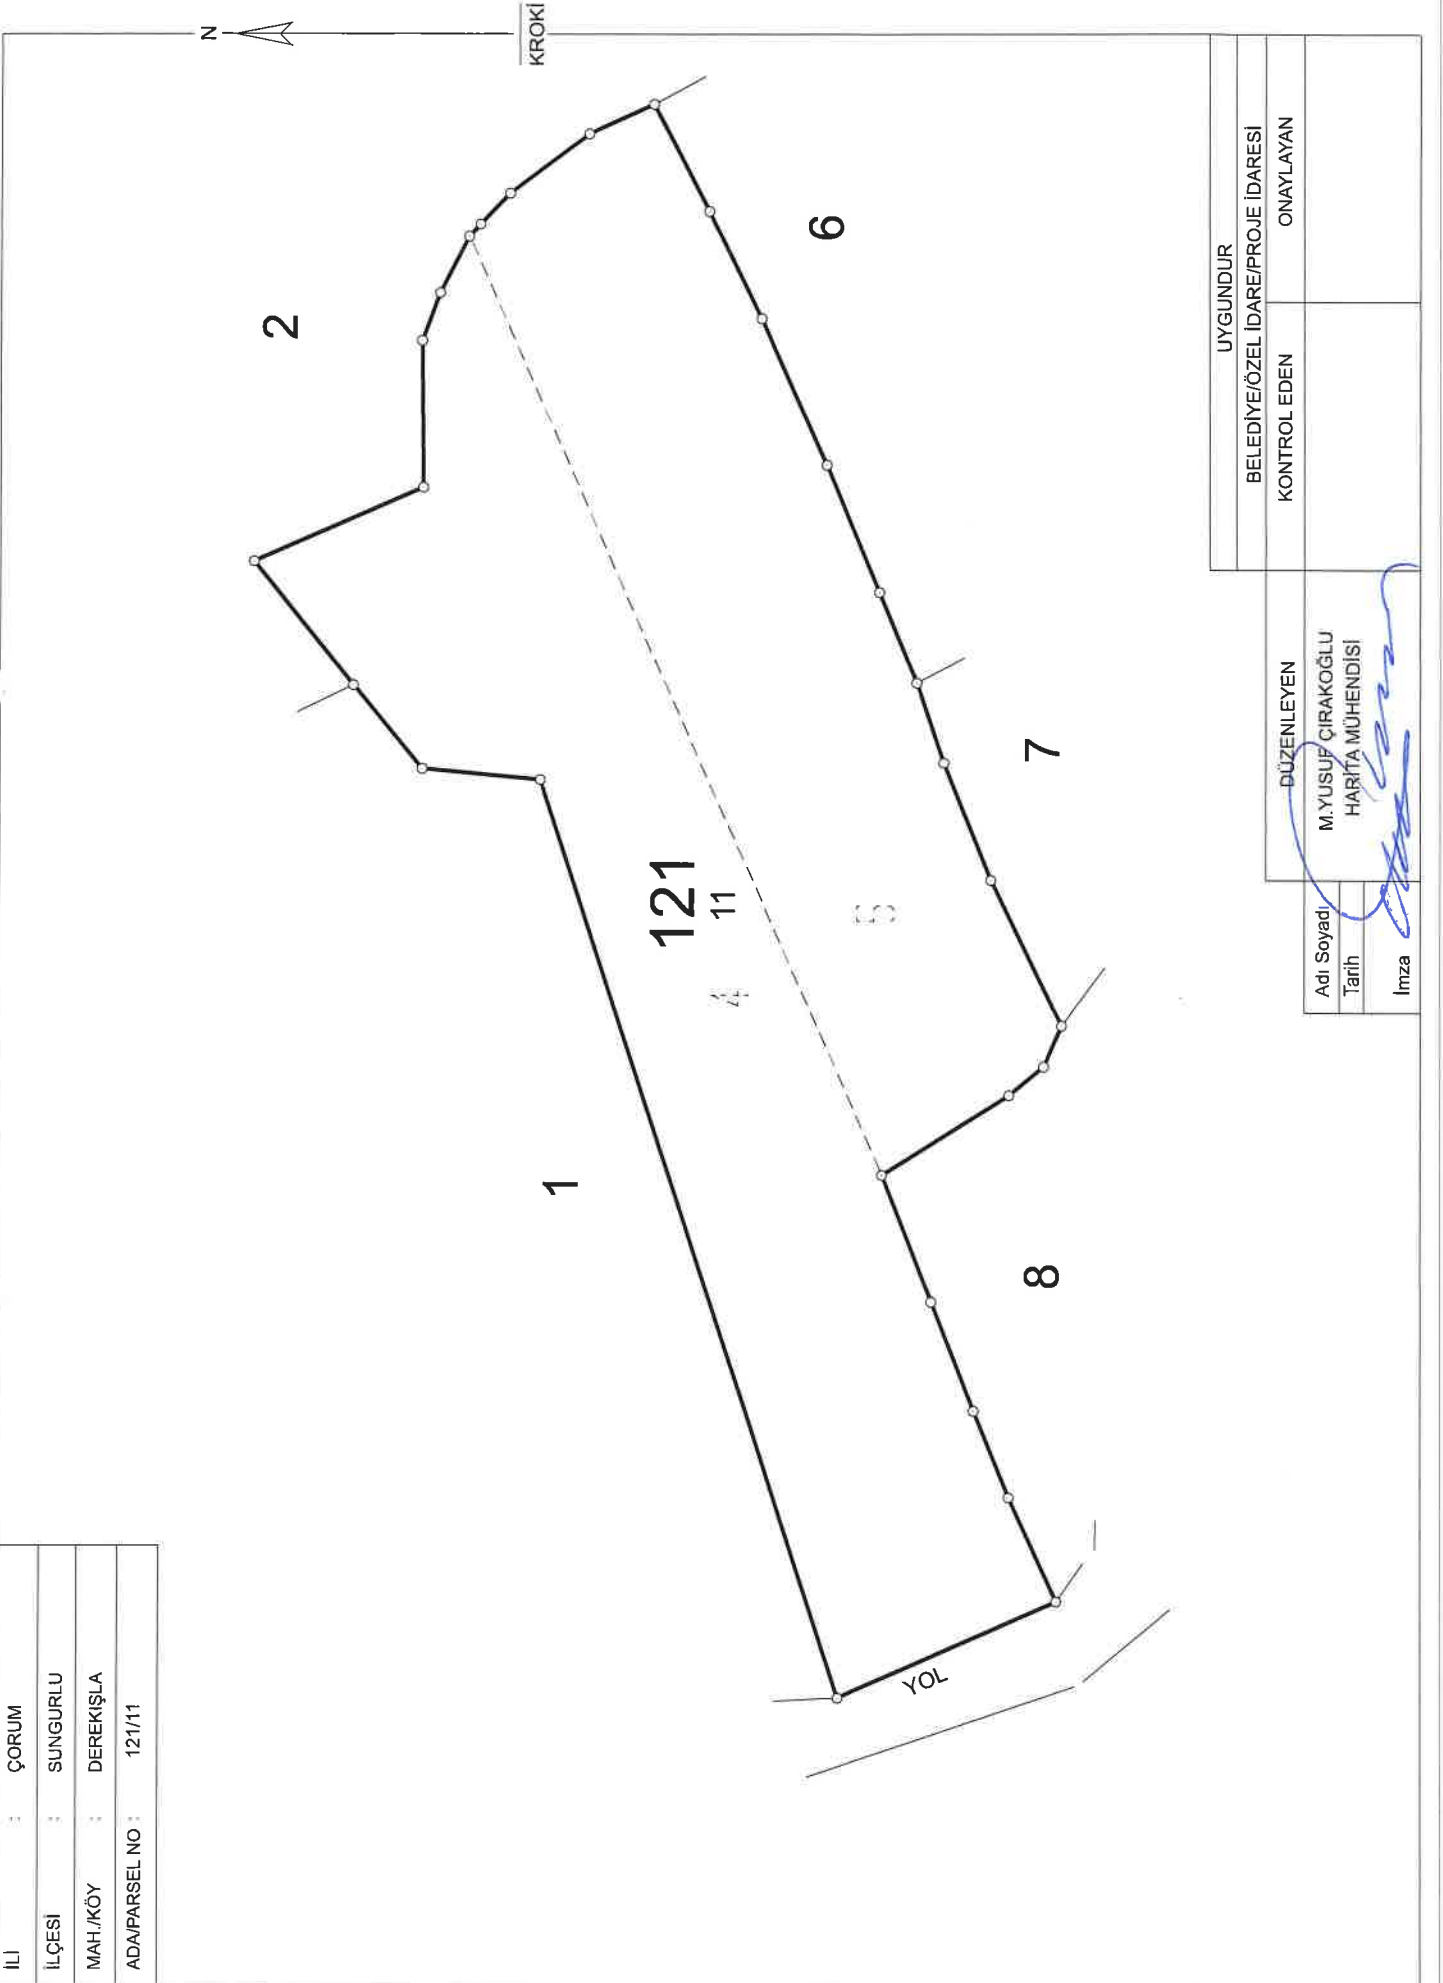 İLİ : ÇORUM
İLÇESİ : SUNGURLU
MAH./KÖY : DEREKIŞLA
ADA/PARSEL NO : 121/11
N
KROKİ
2
1
121
11
4
5
6
7
8
YOL
UYGUNDUR
BELEDİYE/ÖZEL İDARE/PROJE İDARESİ
DÜZENLEYEN KONTROL EDEN ONAYLAYAN
Adı Soyadı M.YUSUF ÇIRAKOĞLU
HARİTA MÜHENDİSİ
Tarih
İmza